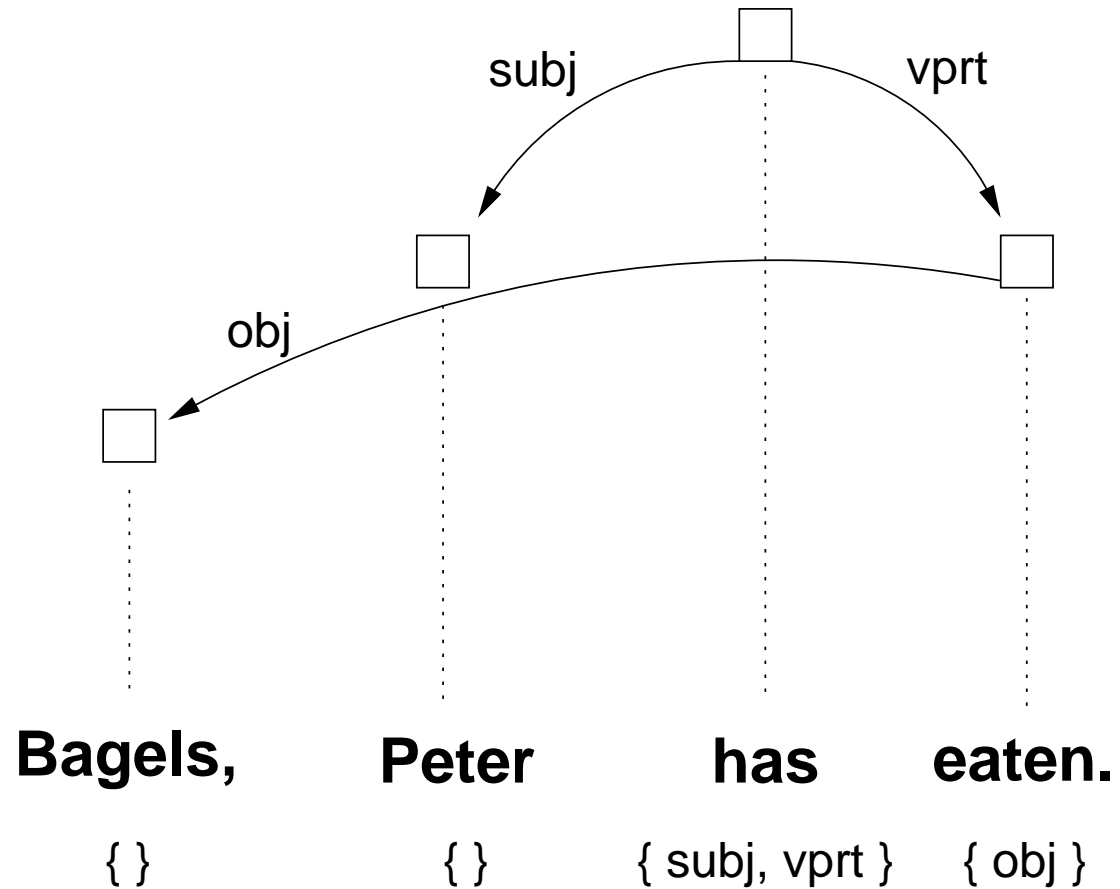 subj vprt
obj
Bagels, Peter has eaten.
{ } { } { subj, vprt } { obj }